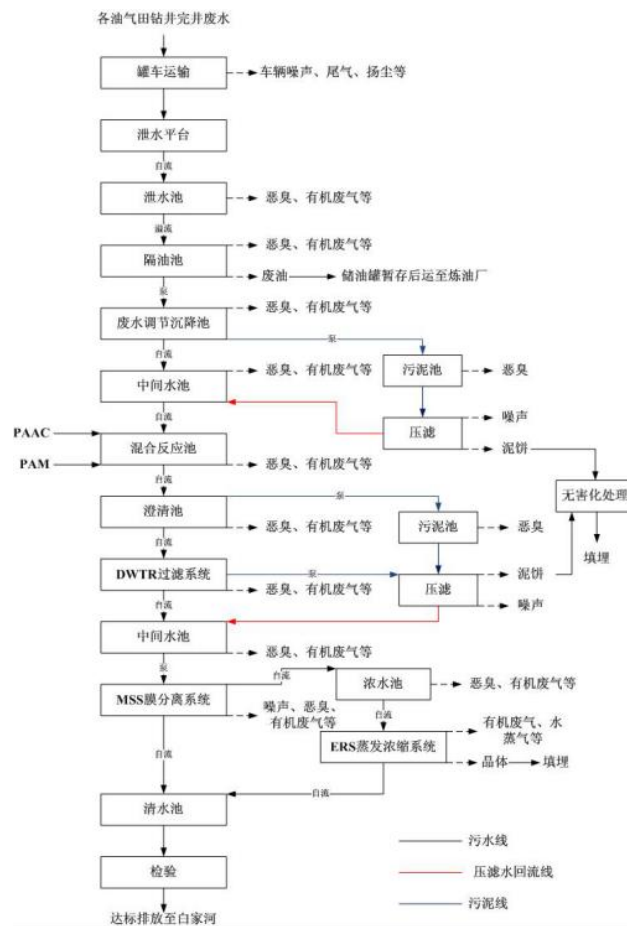 各油气田钻井完井废水
罐车运输
车辆噪声、尾气、扬尘等
泄水平台
自流
泄水池
恶臭、有机废气等
溢流
恶臭、有机废气等
隔油池
废油
储油罐暂存后运至炼油厂
泵
恶臭、有机废气等
废水调节沉降池
泵
自流
恶臭、有机废气等
污泥池
恶臭
中间水池
自流
噪声
PAAC
压滤
混合反应池
泥饼
PAM
恶臭、有机废气等
无害化处理
自流
泵
澄清池
恶臭、有机废气等
污泥池
恶臭
填埋
自流
DWTR过滤系统
泵
泥饼
压滤
恶臭、有机废气等
噪声
自流
中间水池
恶臭、有机废气等
泵
自流
浓水池
恶臭、有机废气等
MSS膜分离系统
噪声、恶臭、
有机废气等
自流
有机废气、水
蒸气等
ERS蒸发浓缩系统
晶体
填埋
自流
自流
清水池
污水线
检验
压滤水回流线
污泥线
达标排放至白家河